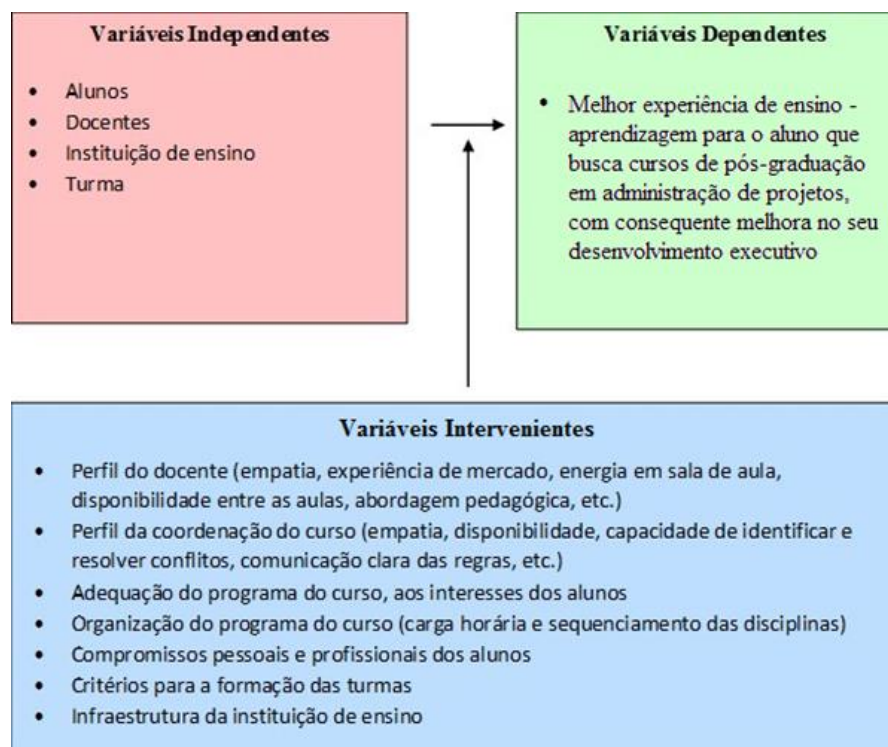 Variáveis Independentes
• Alunos
• Docentes
• Instituição de ensino
• Turma
Variáveis Dependentes
• Melhor experiência de ensino -
aprendizagem para o aluno que
busca cursos de pós-graduação
em administração de projetos,
com consequente melhora no seu
desenvolvimento executivo
Variáveis Intervenientes
• Perfil do docente (empatia, experiência de mercado, energia em sala de aula,
disponibilidade entre as aulas, abordagem pedagógica, etc.)
• Perfil da coordenação do curso (empatia, disponibilidade, capacidade de identificar e
resolver conflitos, comunicação clara das regras, etc.)
• Adequação do programa do curso, aos interesses dos alunos
• Organização do programa do curso (carga horária e sequenciamento das disciplinas)
• Compromissos pessoais e profissionais dos alunos
• Critérios para a formação das turmas
• Infraestrutura da instituição de ensino